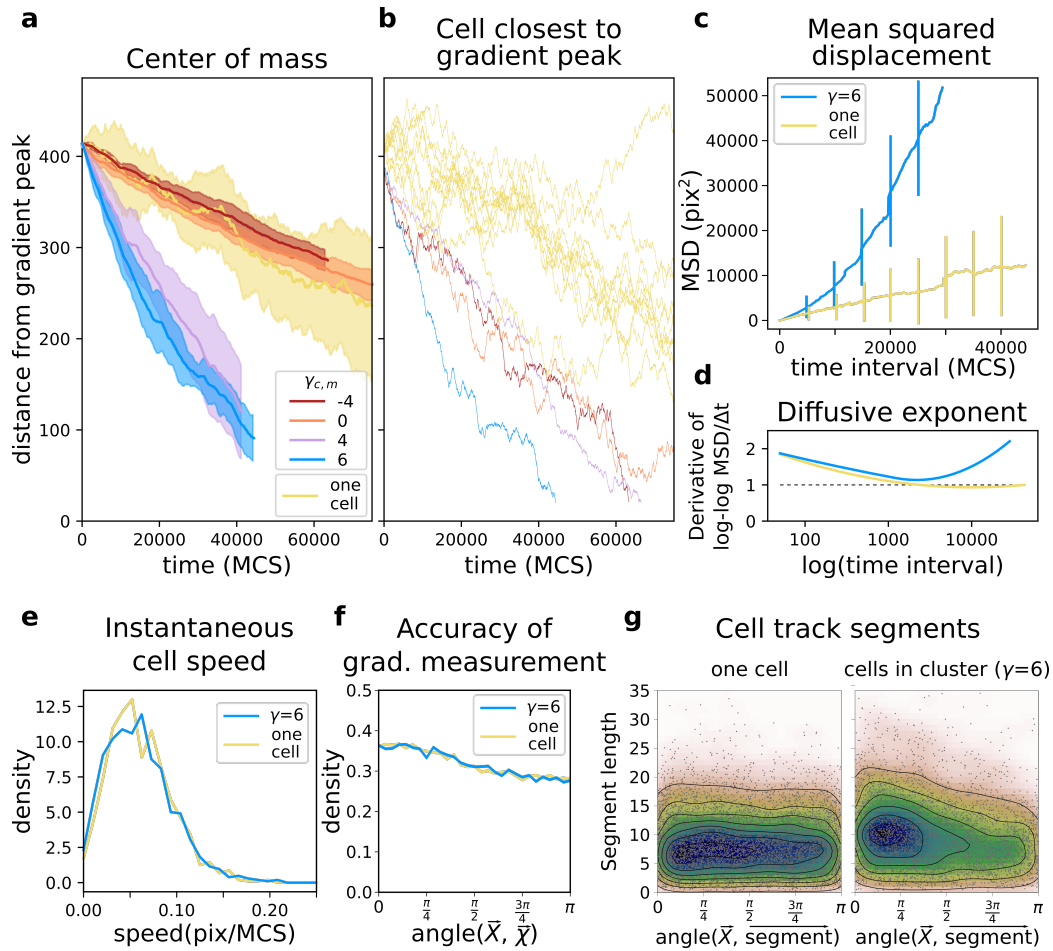 a
Center of mass
distance from gradient peak
400
300
200
100
0
0 20000 40000 60000
time (MCS)
γc, m
-4
0
4
6
one
cell
b
Cell closest to
gradient peak
0 20000 40000 60000
time (MCS)
c
Mean squared
displacement
MSD (pix²)
50000
40000
30000
20000
10000
0
γ=6
one
cell
0 20000 40000
time interval (MCS)
d
Diffusive exponent
Derivative of
log-log MSD/Δt
2
1
0
100 1000 10000
log(time interval)
e
Instantaneous
cell speed
density
12.5
10.0
7.5
5.0
2.5
0.0
γ=6
one
cell
0.00 0.10 0.20
speed(pix/MCS)
f
Accuracy of
grad. measurement
density
0.5
0.4
0.3
0.2
0.1
0.0
γ=6
one
cell
0 π/4 π/2 3π/4 π
angle(X⃗, χ⃗)
g
Cell track segments
one cell
cells in cluster (γ=6)
Segment length
35
30
25
20
15
10
5
0
0 π/4 π/2 3π/4 π
angle(X⃗, segment)
0 π/4 π/2 3π/4 π
angle(X⃗, segment)